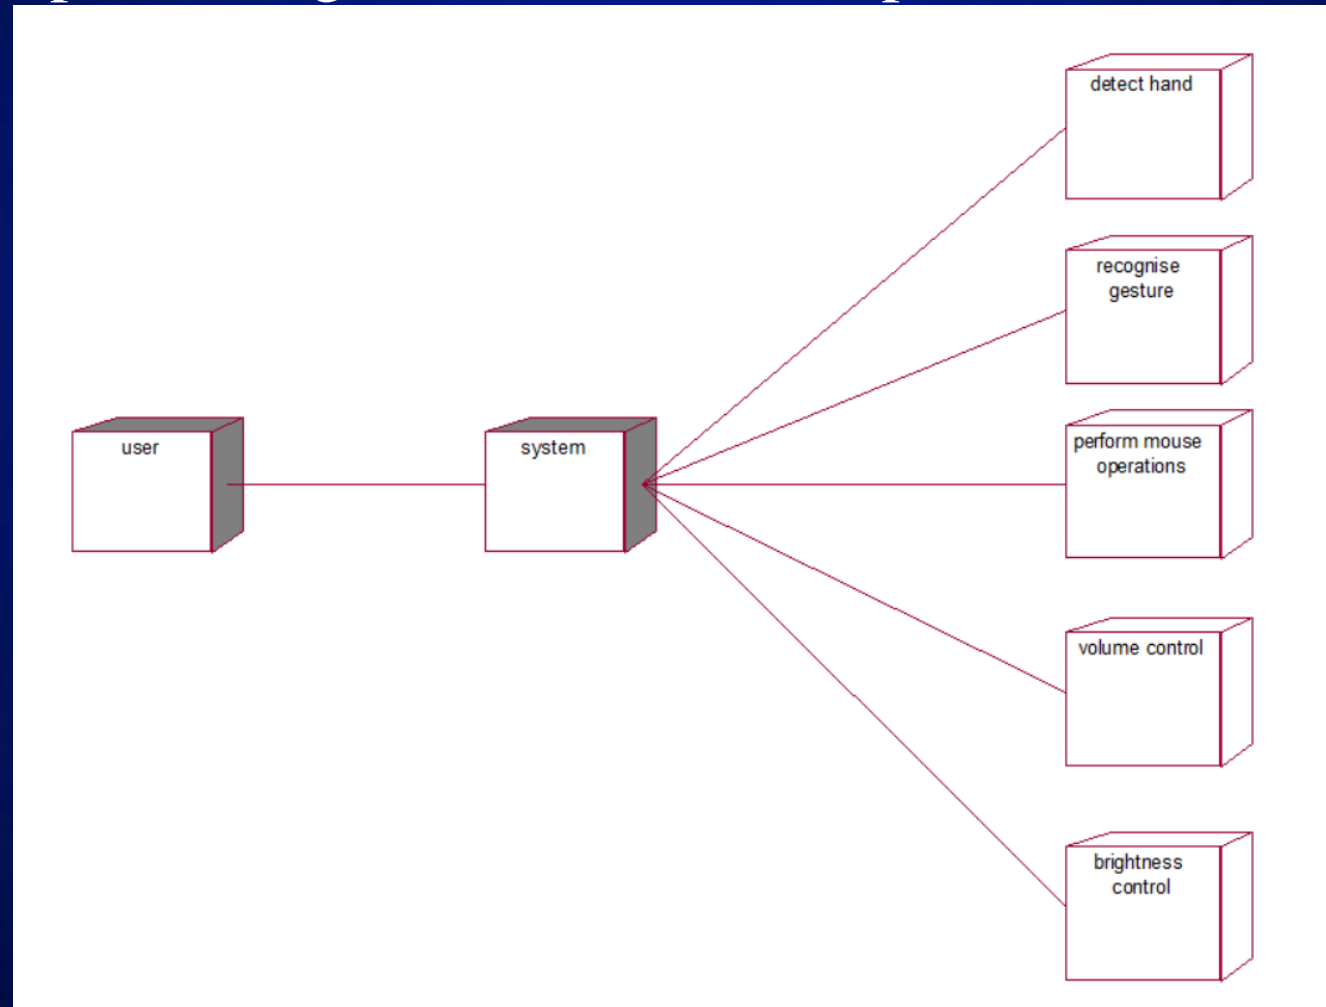 user
system
detect hand
recognise
gesture
perform mouse
operations
volume control
brightness
control